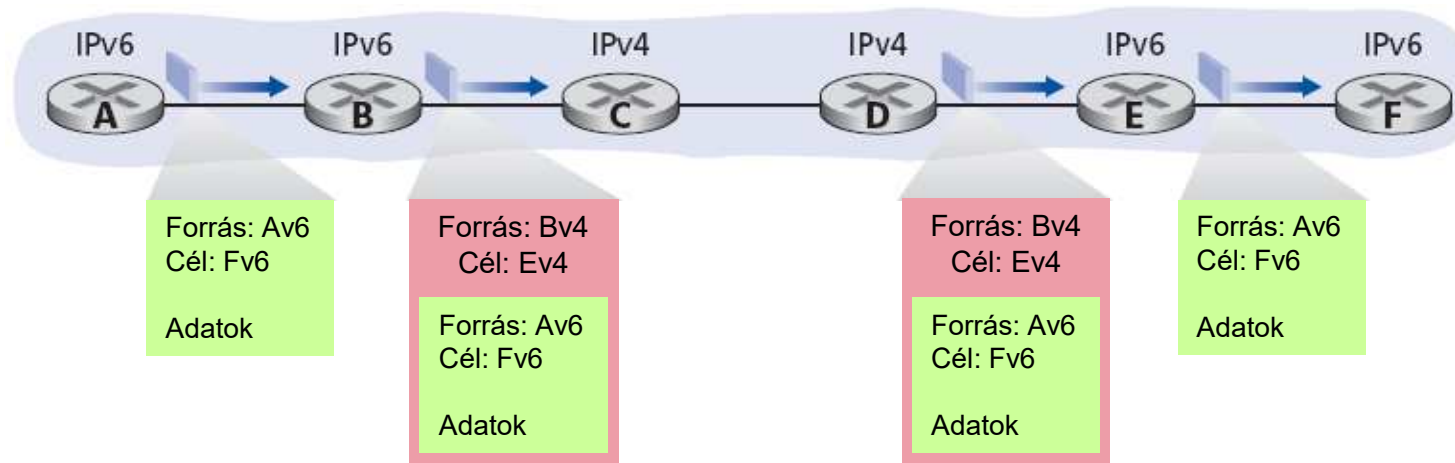 IPv6 IPv6 IPv4 IPv4 IPv6 IPv6
A B C D E F
Forrás: Av6
Cél: Fv6
Adatok
Forrás: Bv4
Cél: Ev4
Forrás: Av6
Cél: Fv6
Adatok
Forrás: Bv4
Cél: Ev4
Forrás: Av6
Cél: Fv6
Adatok
Forrás: Av6
Cél: Fv6
Adatok